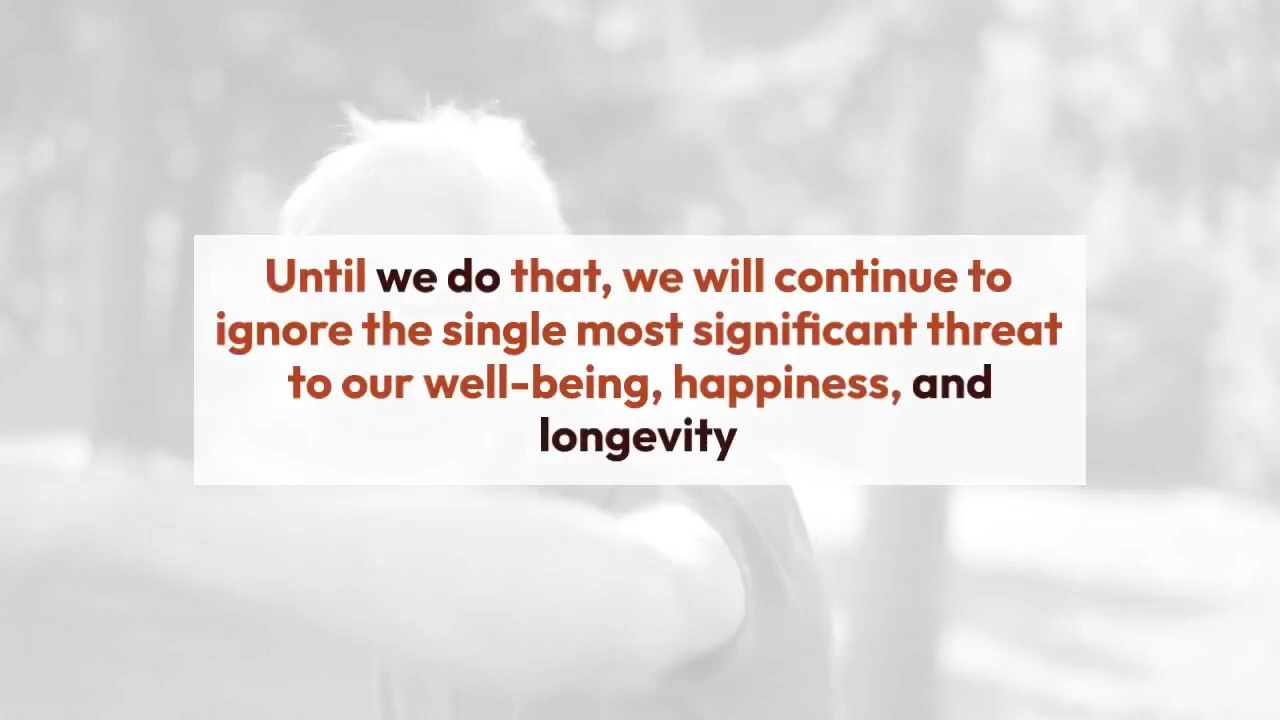 Until we do that, we will continue to
ignore the single most significant threat
to our well-being, happiness, and
longevity